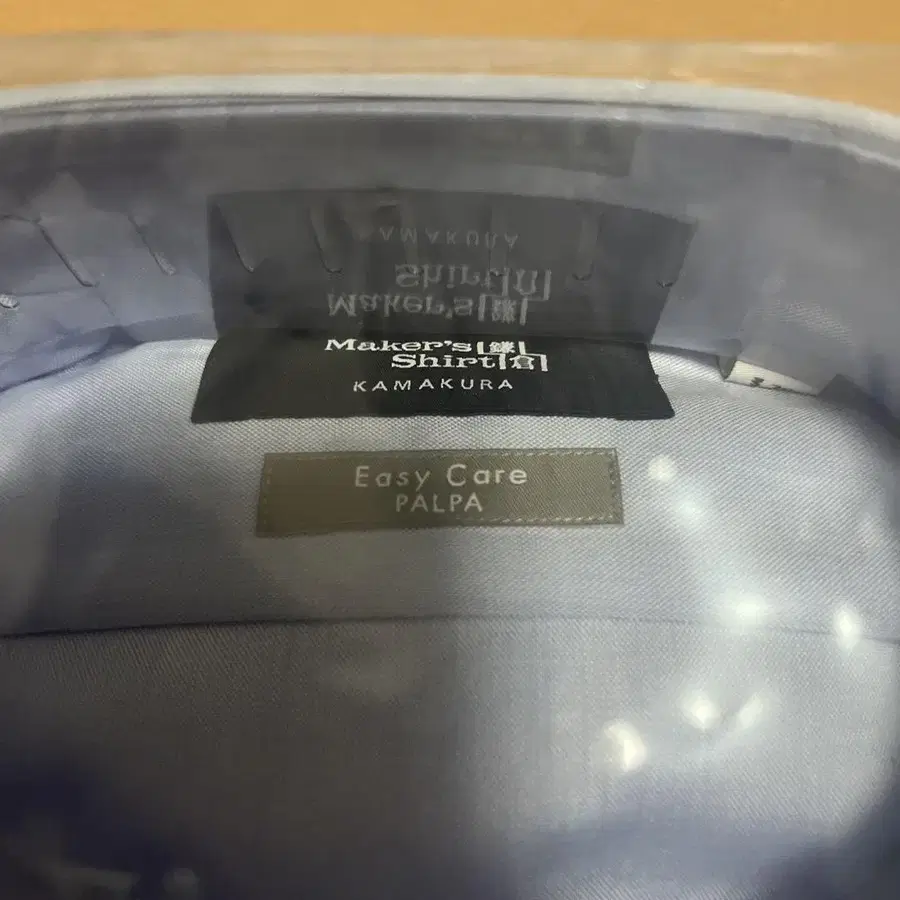 Maker's 鎌
Shirt 倉
KAMAKURA
Easy Care
PALPA